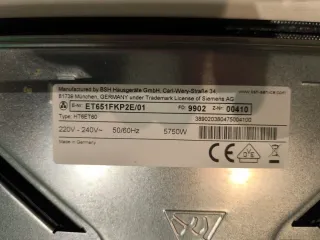 Manufactured by BSH Hausgeräte GmbH, Carl-Wery-Straße 34,
81739 München, GERMANY under Trademark License of Siemens AG
E-Nr. ET651FKP2E/01 FD 9902 Z-Nr 00410
Type: HT5ET60
220V - 240V~ 50/60Hz 5750W
Made in Germany